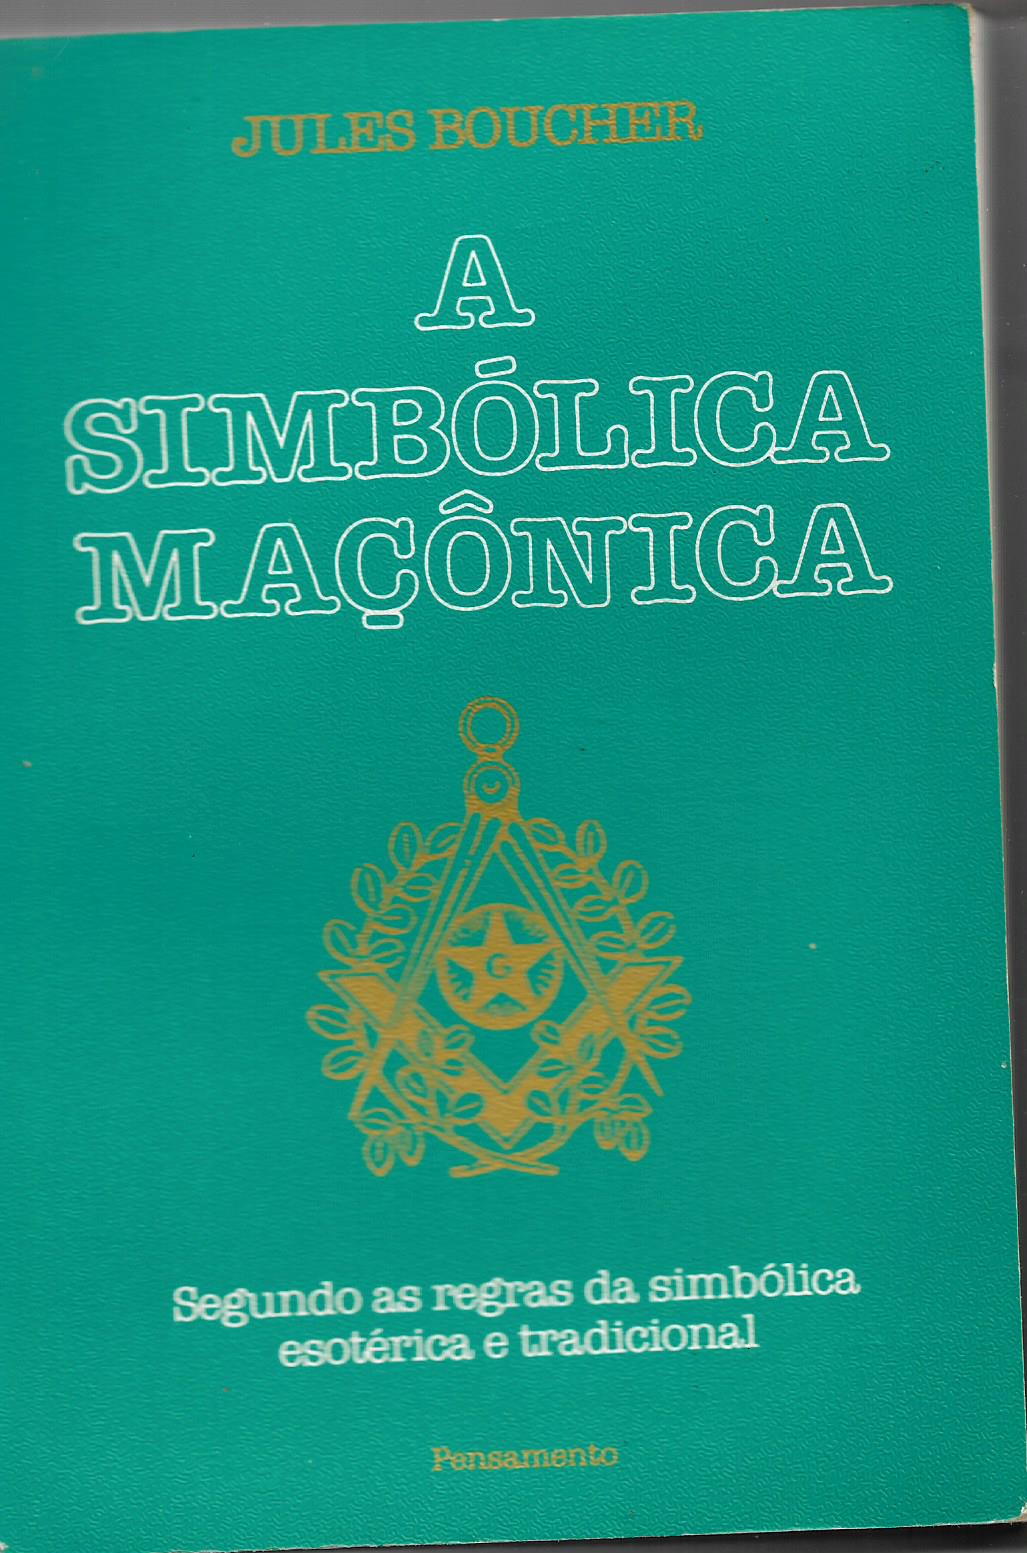 JULES BOUCHER
A
SIMBÓLICA
MAÇÔNICA
G
Segundo as regras da simbólica
esotérica e tradicional
Pensamento